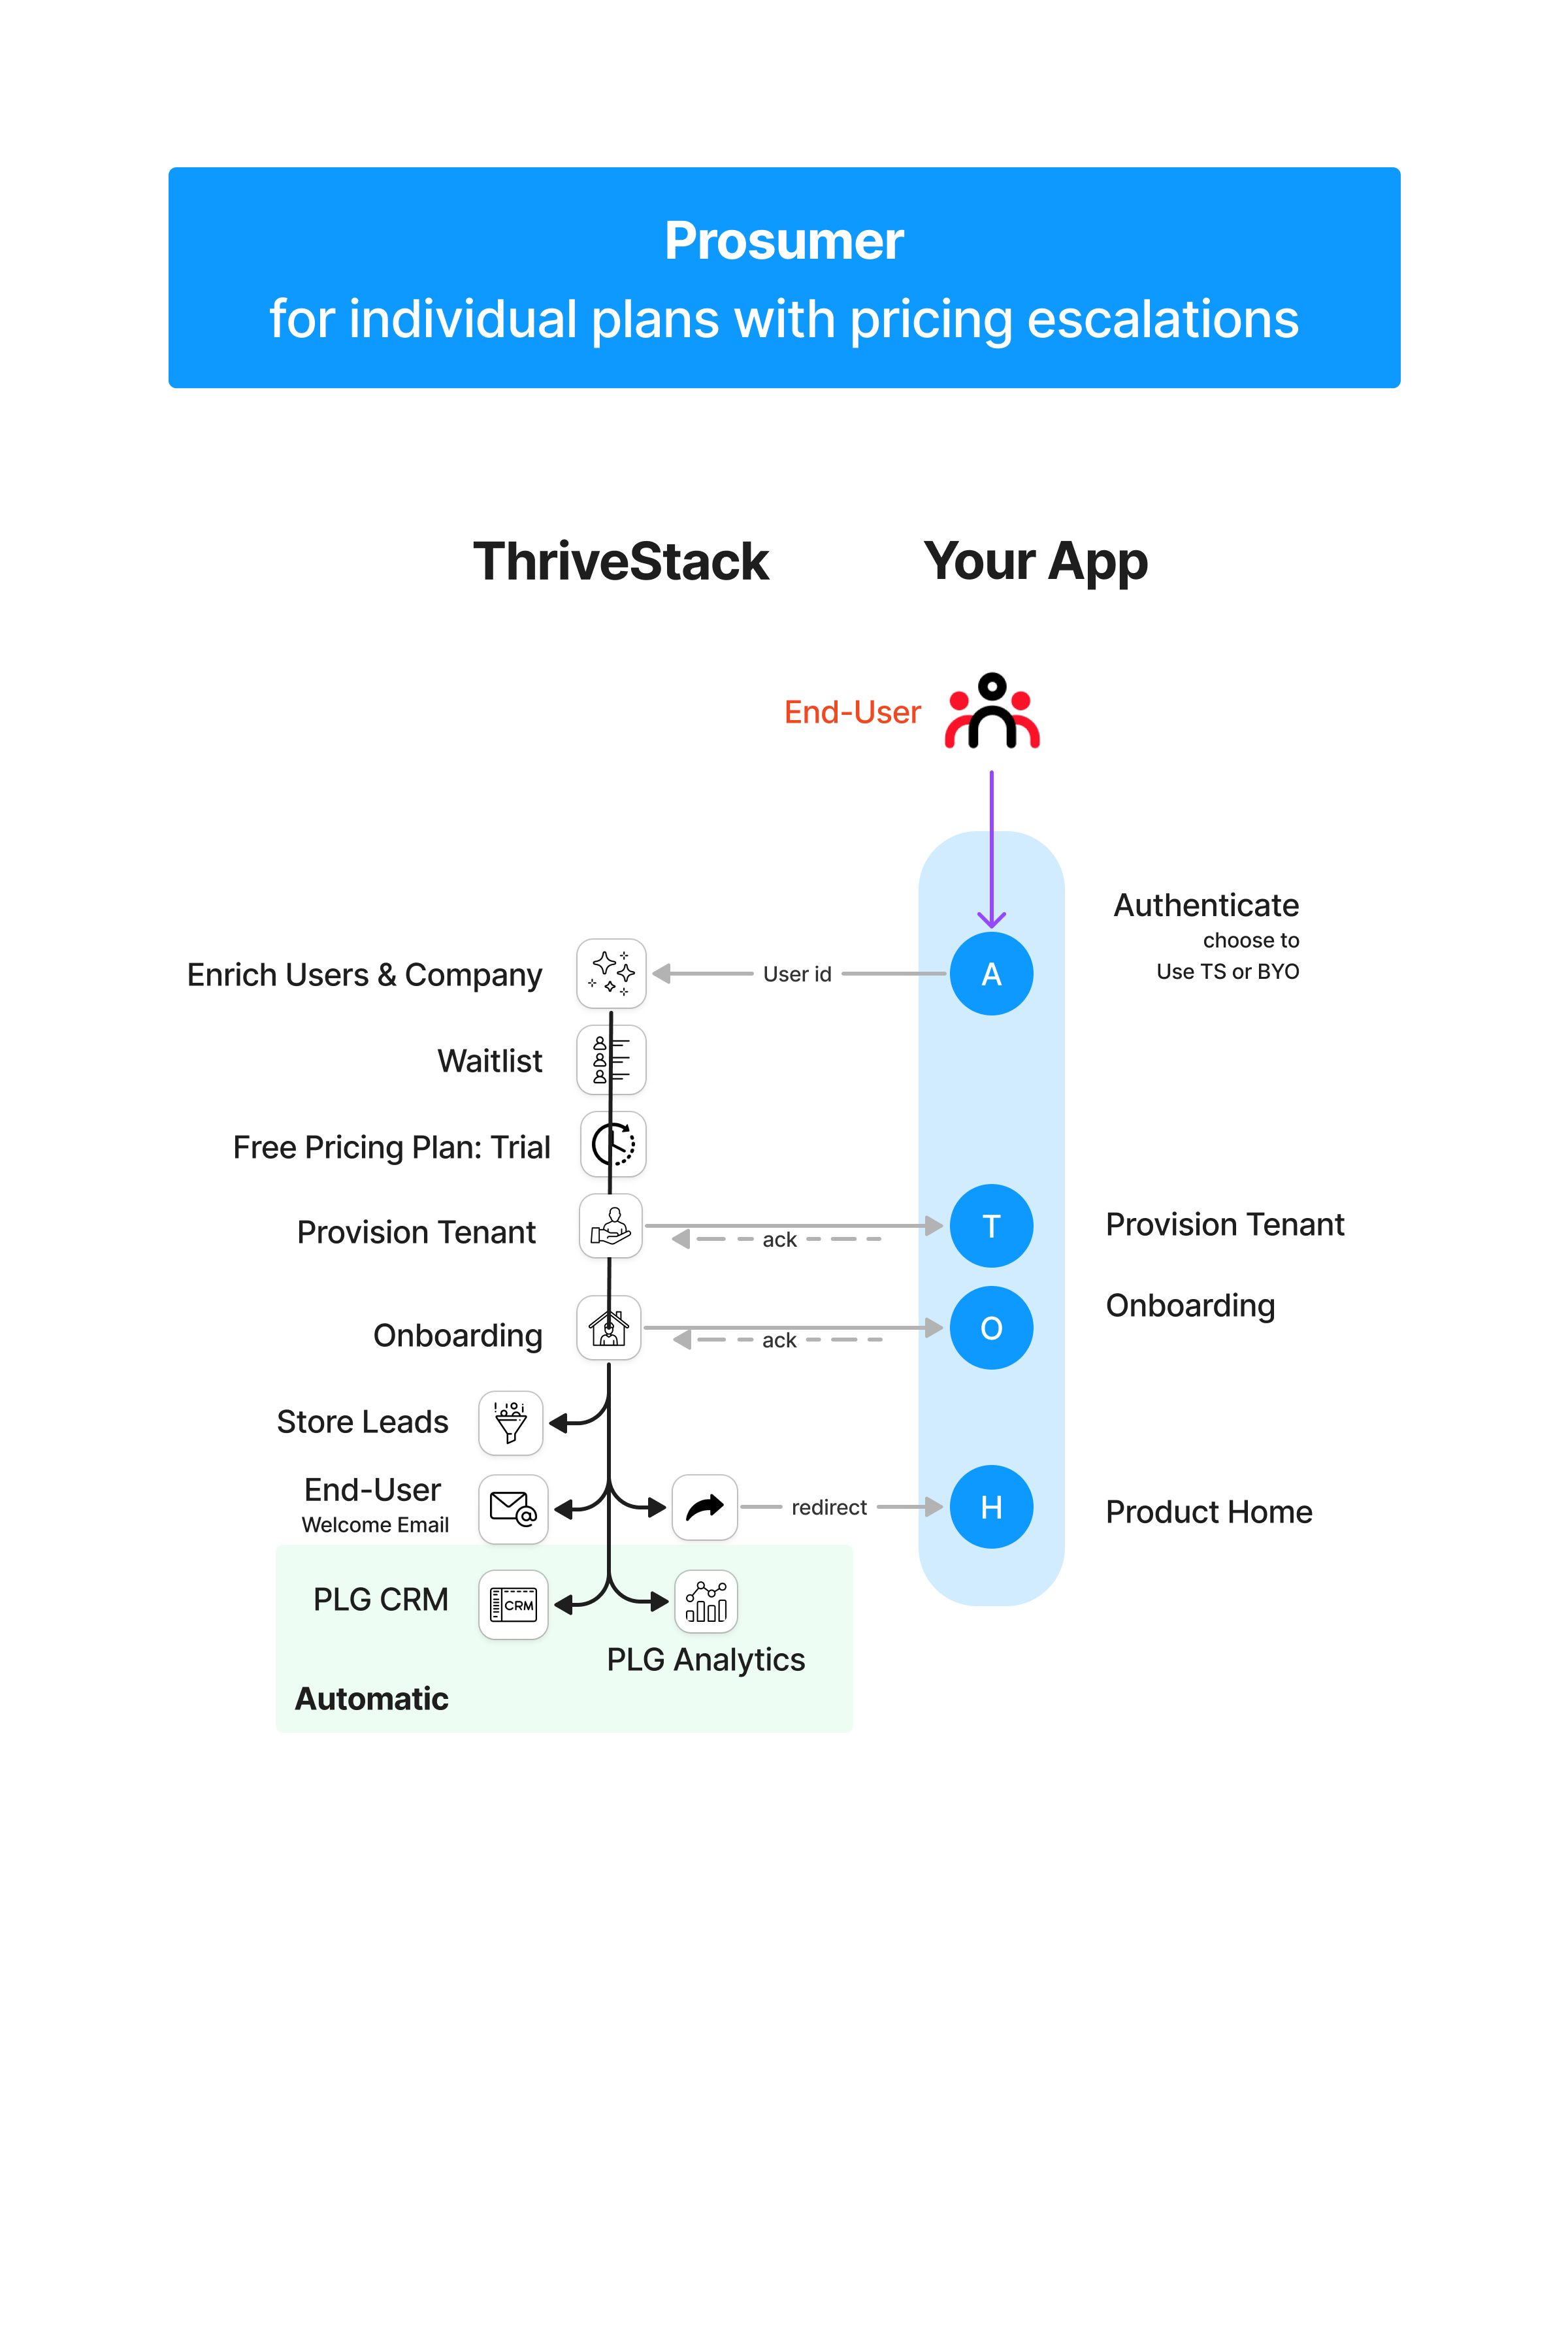 Prosumer
for individual plans with pricing escalations
ThriveStack
Your App
End-User
Authenticate
choose to
Use TS or BYO
Enrich Users & Company
User id
A
Waitlist
Free Pricing Plan: Trial
Provision Tenant
ack
T
Provision Tenant
Onboarding
ack
O
Onboarding
Store Leads
End-User
Welcome Email
redirect
H
Product Home
PLG CRM
CRM
PLG Analytics
Automatic